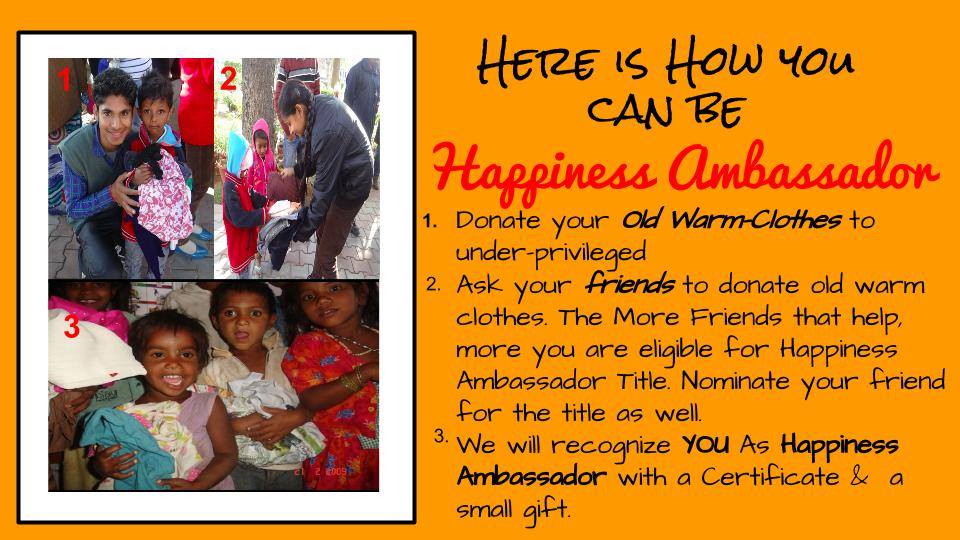 1
2
3
21 2 2009
HERE IS HOW YOU
CAN BE
Happiness Ambassador
1. Donate your Old Warm-Clothes to
under-privileged
2. Ask your friends to donate old warm
clothes. The More Friends that help,
more you are eligible for Happiness
Ambassador Title. Nominate your friend
for the title as well.
3. We will recognize YOU As Happiness
Ambassador with a Certificate & a
small gift.